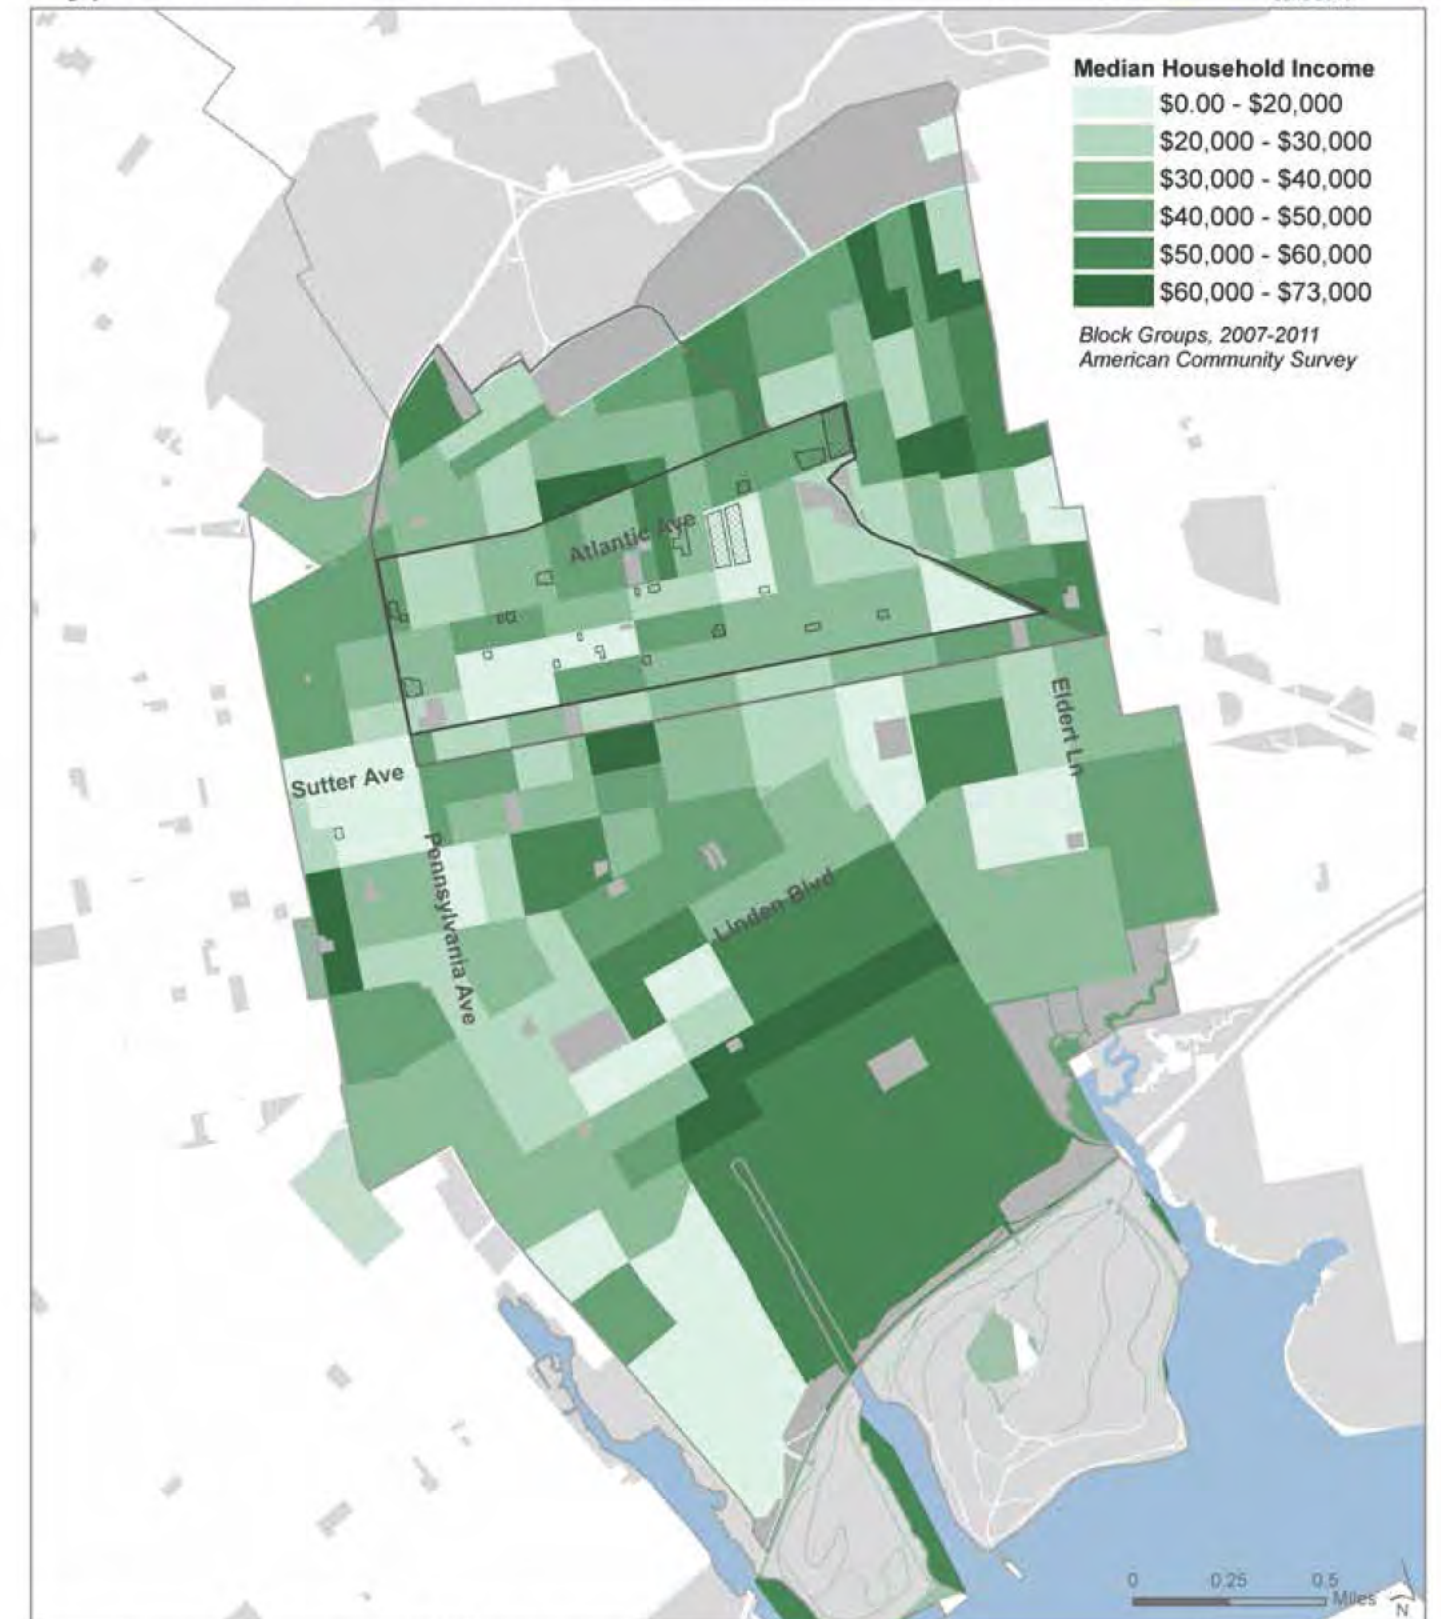 Median Household Income
$0.00 - $20,000
$20,000 - $30,000
$30,000 - $40,000
$40,000 - $50,000
$50,000 - $60,000
$60,000 - $73,000
Block Groups, 2007-2011
American Community Survey
Atlantic Ave
Eldert Ln
Sutter Ave
Pennsylvania Ave
Linden Blvd
0 0.25 0.5
Miles
N